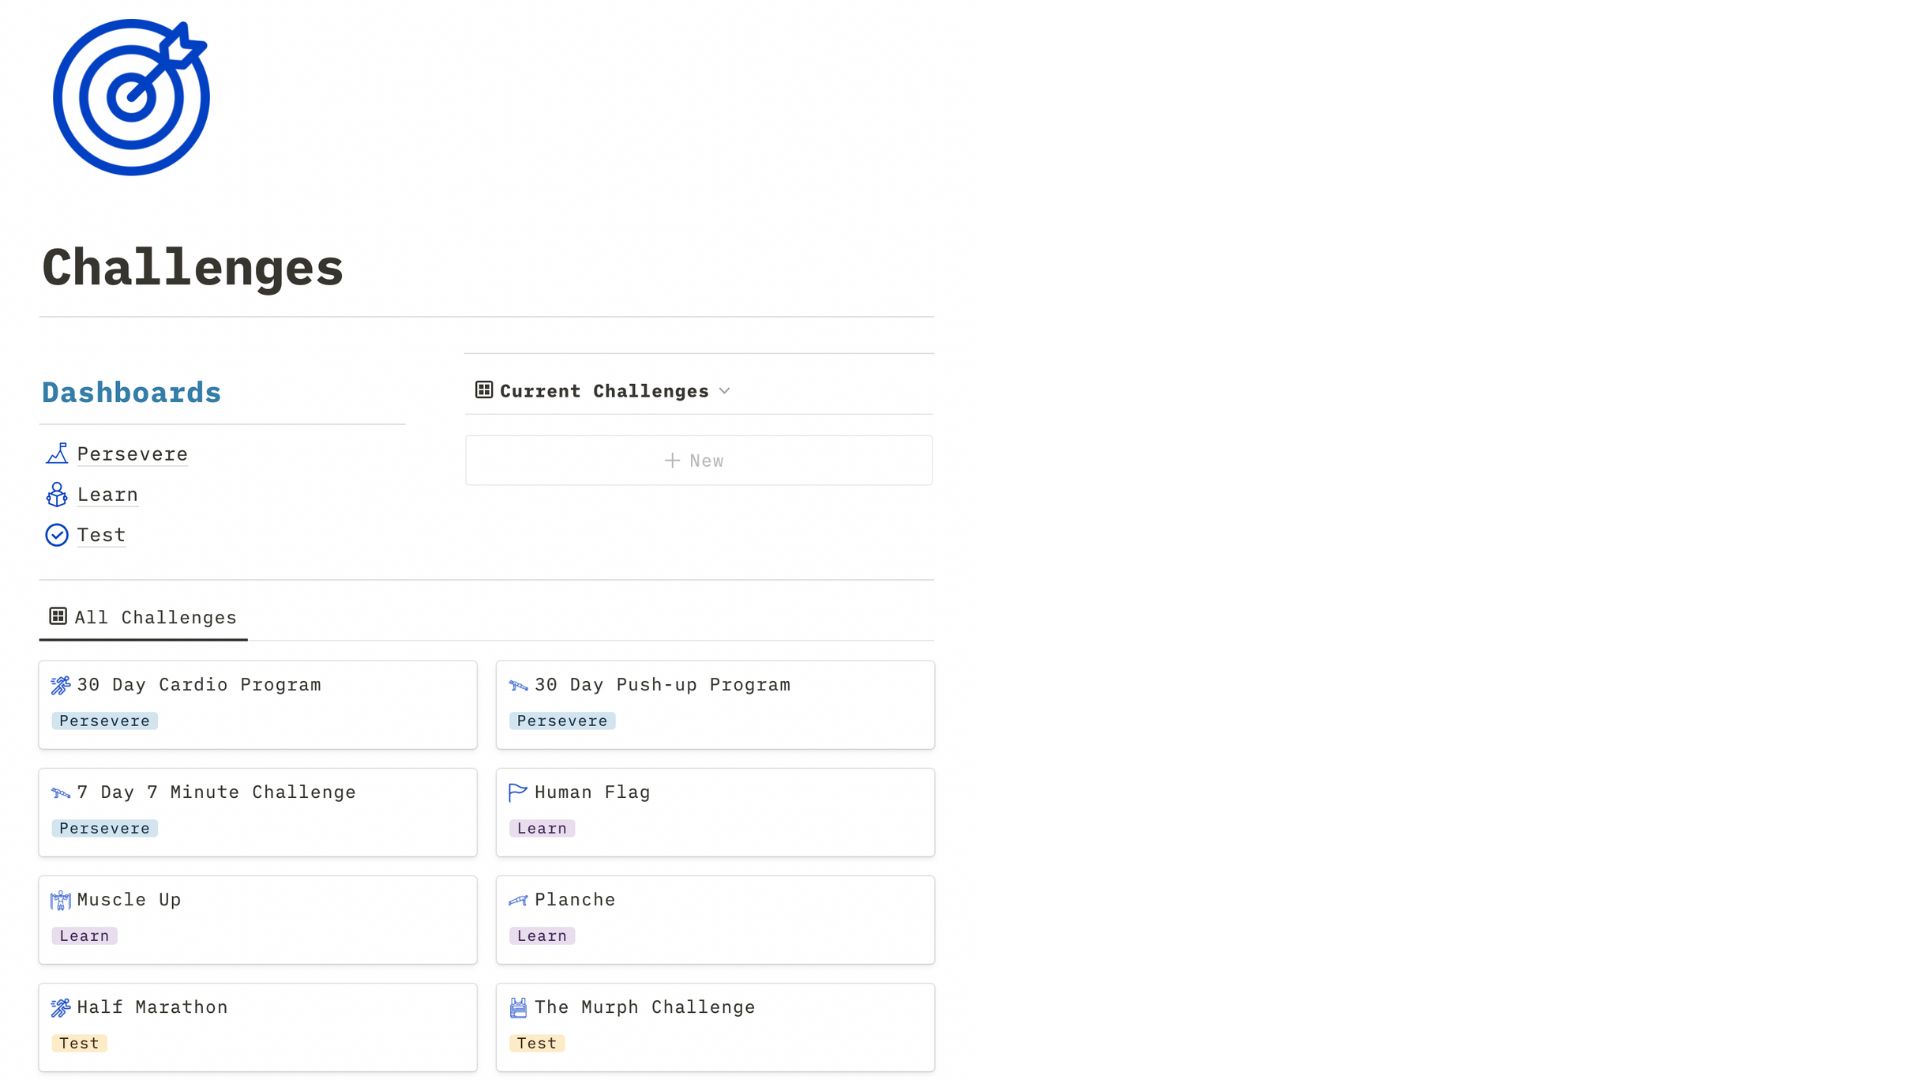 Challenges
Dashboards
Persevere
Learn
Test
Current Challenges
New
All Challenges
30 Day Cardio Program
Persevere
30 Day Push-up Program
Persevere
7 Day 7 Minute Challenge
Persevere
Human Flag
Learn
Muscle Up
Learn
Planche
Learn
Half Marathon
Test
The Murph Challenge
Test